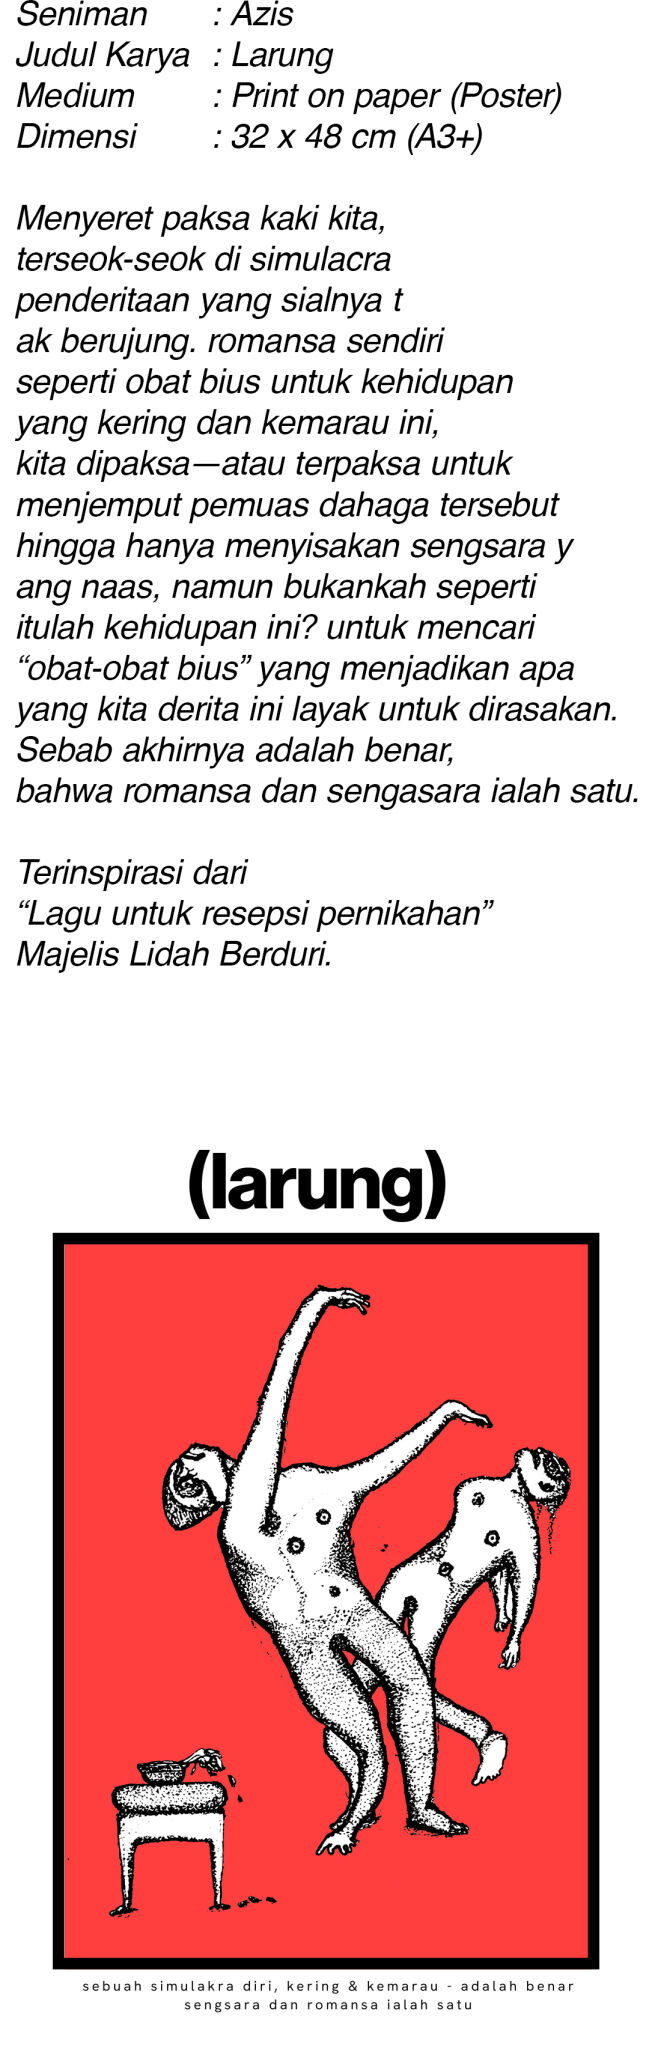 Seniman : Azis
Judul Karya : Larung
Medium : Print on paper (Poster)
Dimensi : 32 x 48 cm (A3+)
Menyeret paksa kaki kita,
terseok-seok di simulacra
penderitaan yang sialnya t
ak berujung. romansa sendiri
seperti obat bius untuk kehidupan
yang kering dan kemarau ini,
kita dipaksa—atau terpaksa untuk
menjemput pemuas dahaga tersebut
hingga hanya menyisakan sengsara y
ang naas, namun bukankah seperti
itulah kehidupan ini? untuk mencari
“obat-obat bius” yang menjadikan apa
yang kita derita ini layak untuk dirasakan.
Sebab akhirnya adalah benar,
bahwa romansa dan sengasara ialah satu.
Terinspirasi dari
“Lagu untuk resepsi pernikahan”
Majelis Lidah Berduri.
(larung)
sebuah simulakra diri, kering & kemarau - adalah benar
sengsara dan romansa ialah satu